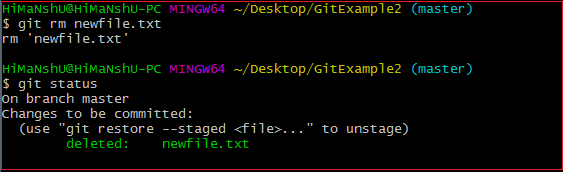 HiMaNshU@HiMaNshU-PC MINGW64 ~/Desktop/GitExample2 (master)
$ git rm newfile.txt
rm 'newfile.txt'
HiMaNshU@HiMaNshU-PC MINGW64 ~/Desktop/GitExample2 (master)
$ git status
On branch master
Changes to be committed:
  (use "git restore --staged <file>..." to unstage)
        deleted:    newfile.txt